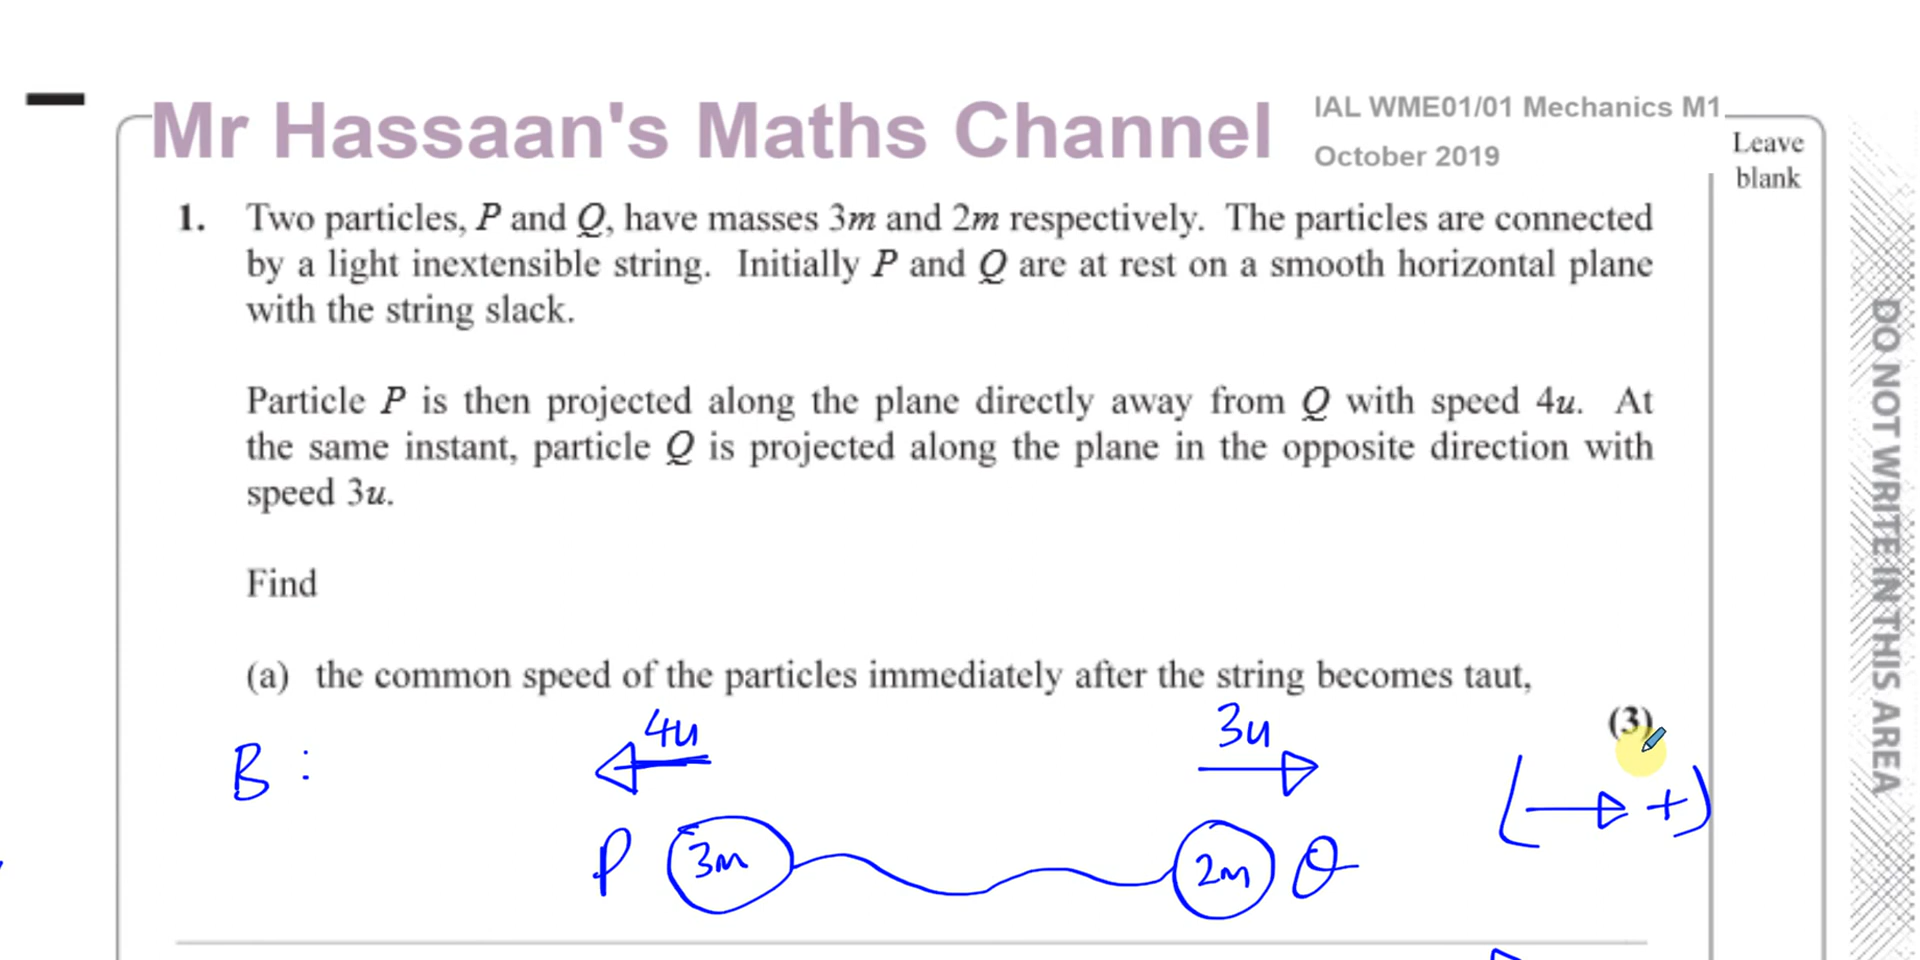 Mr Hassaan's Maths Channel
IAL WME01/01 Mechanics M1
October 2019
Leave
blank
1. Two particles, P and Q, have masses 3m and 2m respectively. The particles are connected
by a light inextensible string. Initially P and Q are at rest on a smooth horizontal plane
with the string slack.
Particle P is then projected along the plane directly away from Q with speed 4u. At
the same instant, particle Q is projected along the plane in the opposite direction with
speed 3u.
Find
(a) the common speed of the particles immediately after the string becomes taut,
(3)
B :
4u
3u
(→ +)
P 3m
2m Q
DO NOT WRITE IN THIS AREA